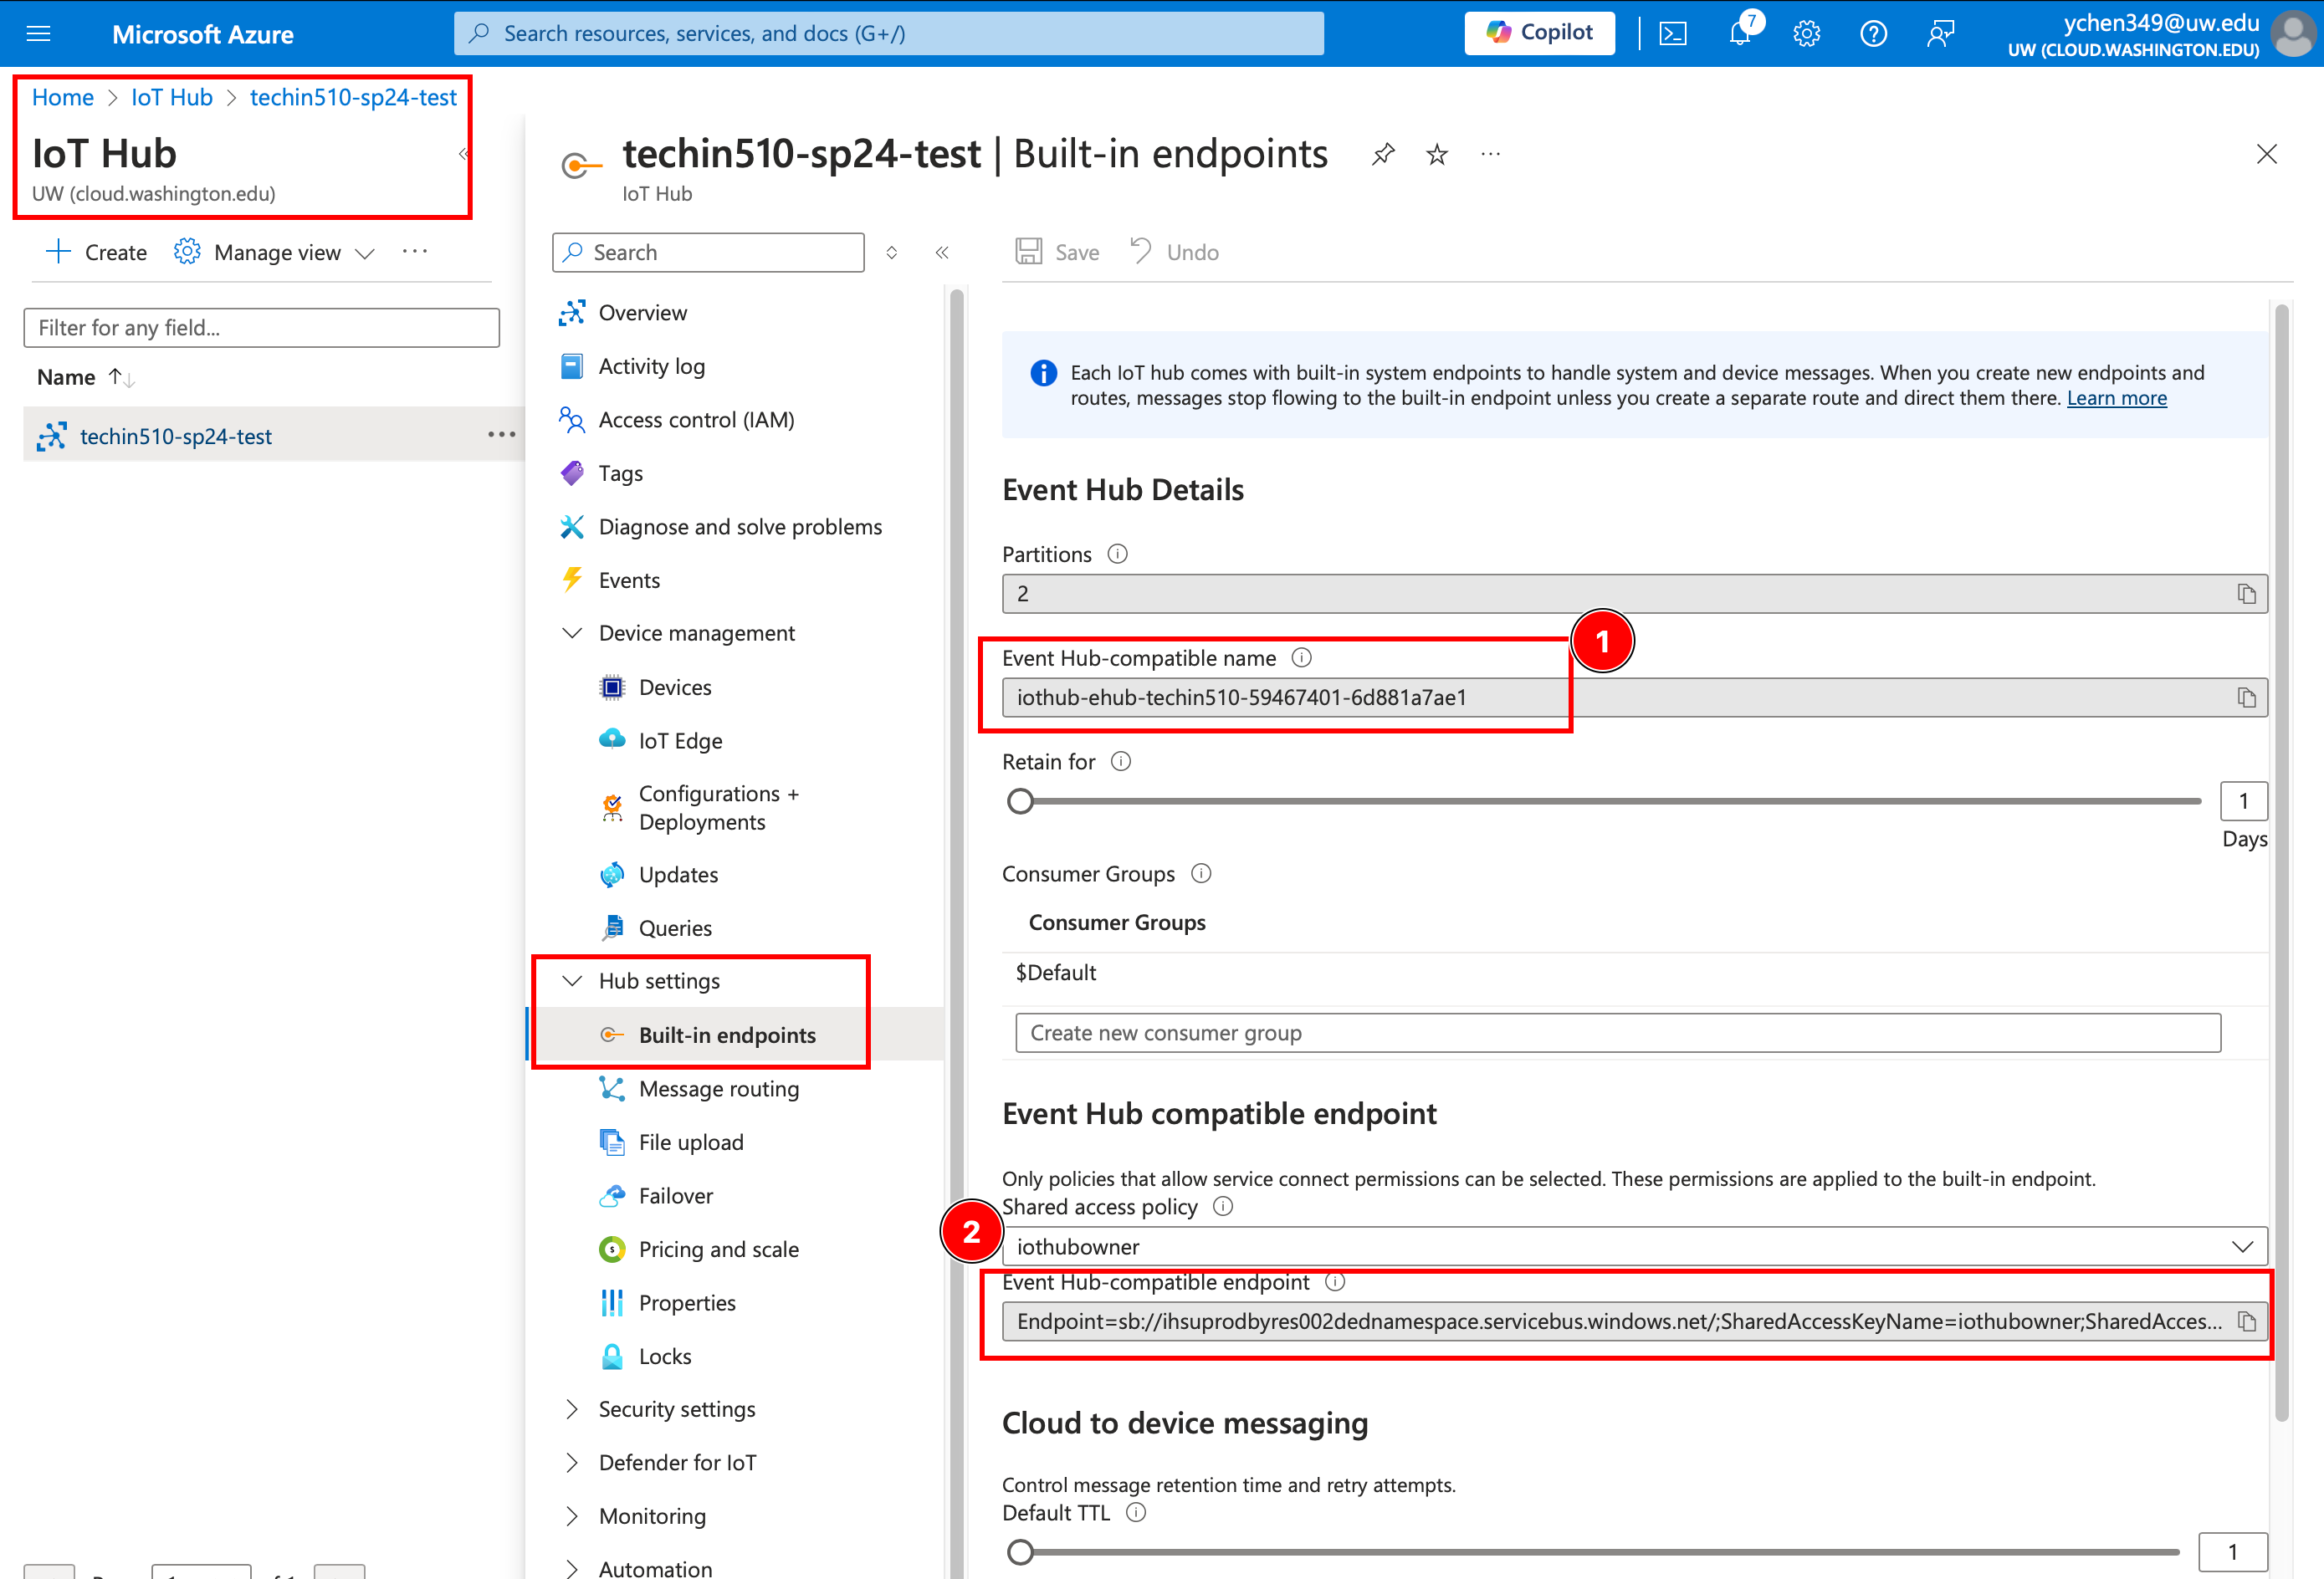 Microsoft Azure
Search resources, services, and docs (G+/)
Copilot
7
ychen349@uw.edu
UW (CLOUD.WASHINGTON.EDU)
Home > IoT Hub > techin510-sp24-test
IoT Hub
UW (cloud.washington.edu)
Create
Manage view
Filter for any field...
Name
techin510-sp24-test
techin510-sp24-test | Built-in endpoints
IoT Hub
Search
Overview
Activity log
Access control (IAM)
Tags
Diagnose and solve problems
Events
Device management
Devices
IoT Edge
Configurations +
Deployments
Updates
Queries
Hub settings
Built-in endpoints
Message routing
File upload
Failover
Pricing and scale
Properties
Locks
Security settings
Defender for IoT
Monitoring
Automation
Save
Undo
Each IoT hub comes with built-in system endpoints to handle system and device messages. When you create new endpoints and
routes, messages stop flowing to the built-in endpoint unless you create a separate route and direct them there. Learn more
Event Hub Details
Partitions
2
1
Event Hub-compatible name
iothub-ehub-techin510-59467401-6d881a7ae1
Retain for
1
Days
Consumer Groups
Consumer Groups
$Default
Create new consumer group
Event Hub compatible endpoint
Only policies that allow service connect permissions can be selected. These permissions are applied to the built-in endpoint.
Shared access policy
2
iothubowner
Event Hub-compatible endpoint
Endpoint=sb://ihsuprodbyres002dednamespace.servicebus.windows.net/;SharedAccessKeyName=iothubowner;SharedAcces...
Cloud to device messaging
Control message retention time and retry attempts.
Default TTL
1